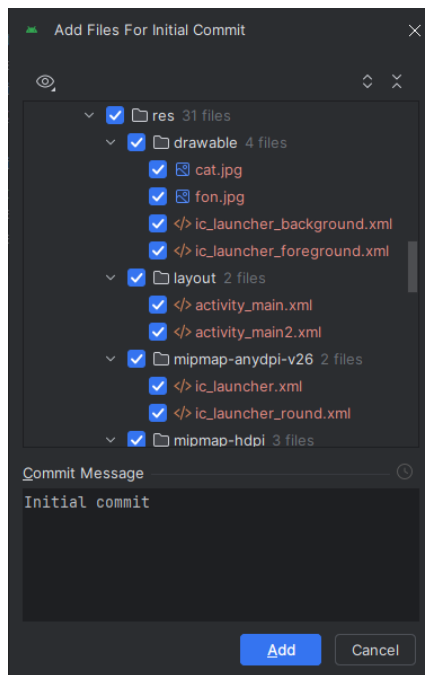 Add Files For Initial Commit
res 31 files
drawable 4 files
cat.jpg
fon.jpg
ic_launcher_background.xml
ic_launcher_foreground.xml
layout 2 files
activity_main.xml
activity_main2.xml
mipmap-anydpi-v26 2 files
ic_launcher.xml
ic_launcher_round.xml
mipmap-hdpi 3 files
Commit Message
Initial commit
Add Cancel